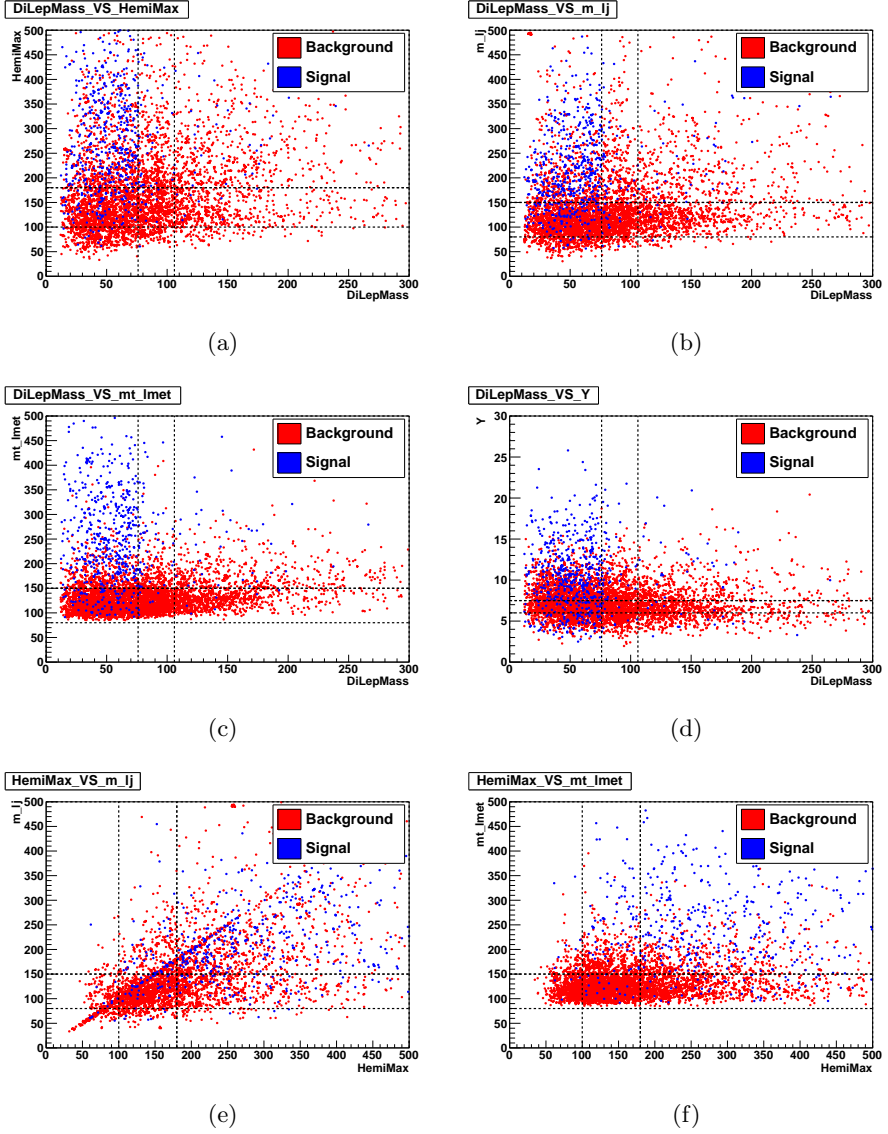 DiLepMass_VS_HemiMax
HemiMax
500
450
400
350
300
250
200
150
100
50
0
Background
Signal
0 50 100 150 200 250 300
DiLepMass
(a)
DiLepMass_VS_m_lj
m_lj
500
450
400
350
300
250
200
150
100
50
0
Background
Signal
0 50 100 150 200 250 300
DiLepMass
(b)
DiLepMass_VS_mt_lmet
mt_lmet
500
450
400
350
300
250
200
150
100
50
0
Background
Signal
0 50 100 150 200 250 300
DiLepMass
(c)
DiLepMass_VS_Y
Y
30
25
20
15
10
5
0
Background
Signal
0 50 100 150 200 250 300
DiLepMass
(d)
HemiMax_VS_m_lj
m_lj
500
450
400
350
300
250
200
150
100
50
0
Background
Signal
0 50 100 150 200 250 300 350 400 450 500
HemiMax
(e)
HemiMax_VS_mt_lmet
mt_lmet
500
450
400
350
300
250
200
150
100
50
0
Background
Signal
0 50 100 150 200 250 300 350 400 450 500
HemiMax
(f)